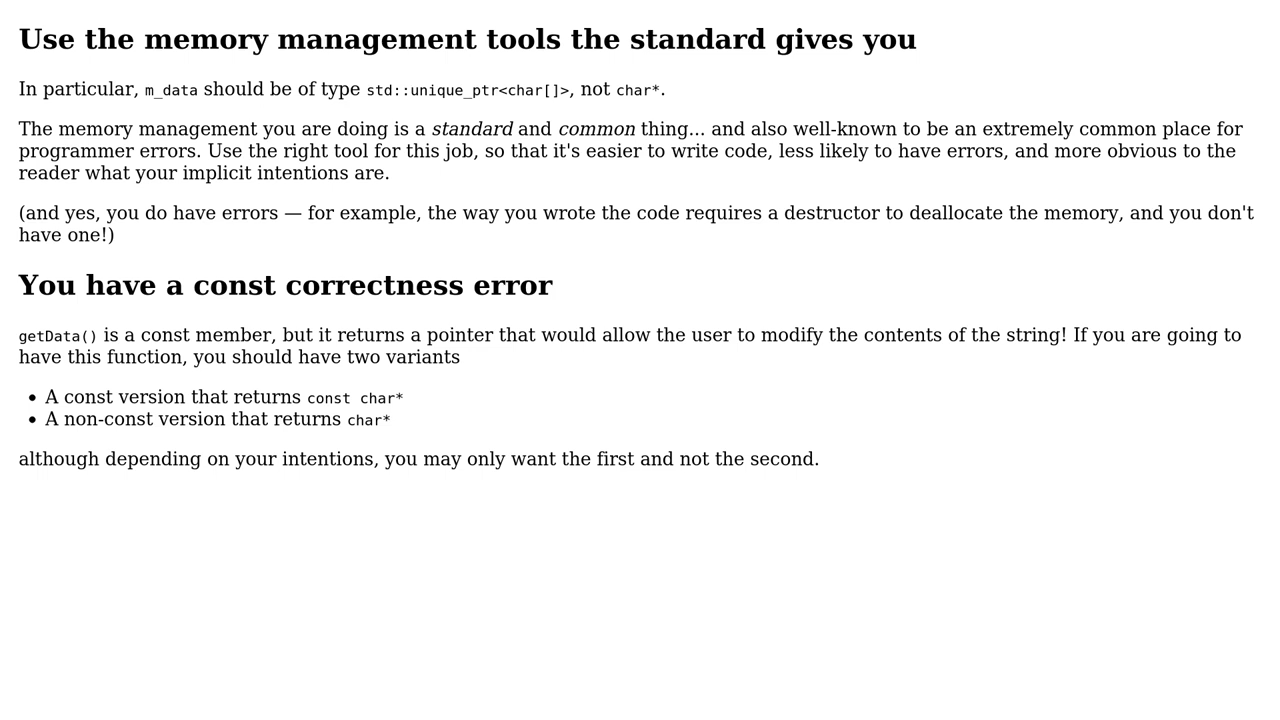 Use the memory management tools the standard gives you
In particular, m_data should be of type std::unique_ptr<char[]>, not char*.
The memory management you are doing is a standard and common thing... and also well-known to be an extremely common place for
programmer errors. Use the right tool for this job, so that it's easier to write code, less likely to have errors, and more obvious to the
reader what your implicit intentions are.
(and yes, you do have errors — for example, the way you wrote the code requires a destructor to deallocate the memory, and you don't
have one!)
You have a const correctness error
getData() is a const member, but it returns a pointer that would allow the user to modify the contents of the string! If you are going to
have this function, you should have two variants
• A const version that returns const char*
• A non-const version that returns char*
although depending on your intentions, you may only want the first and not the second.